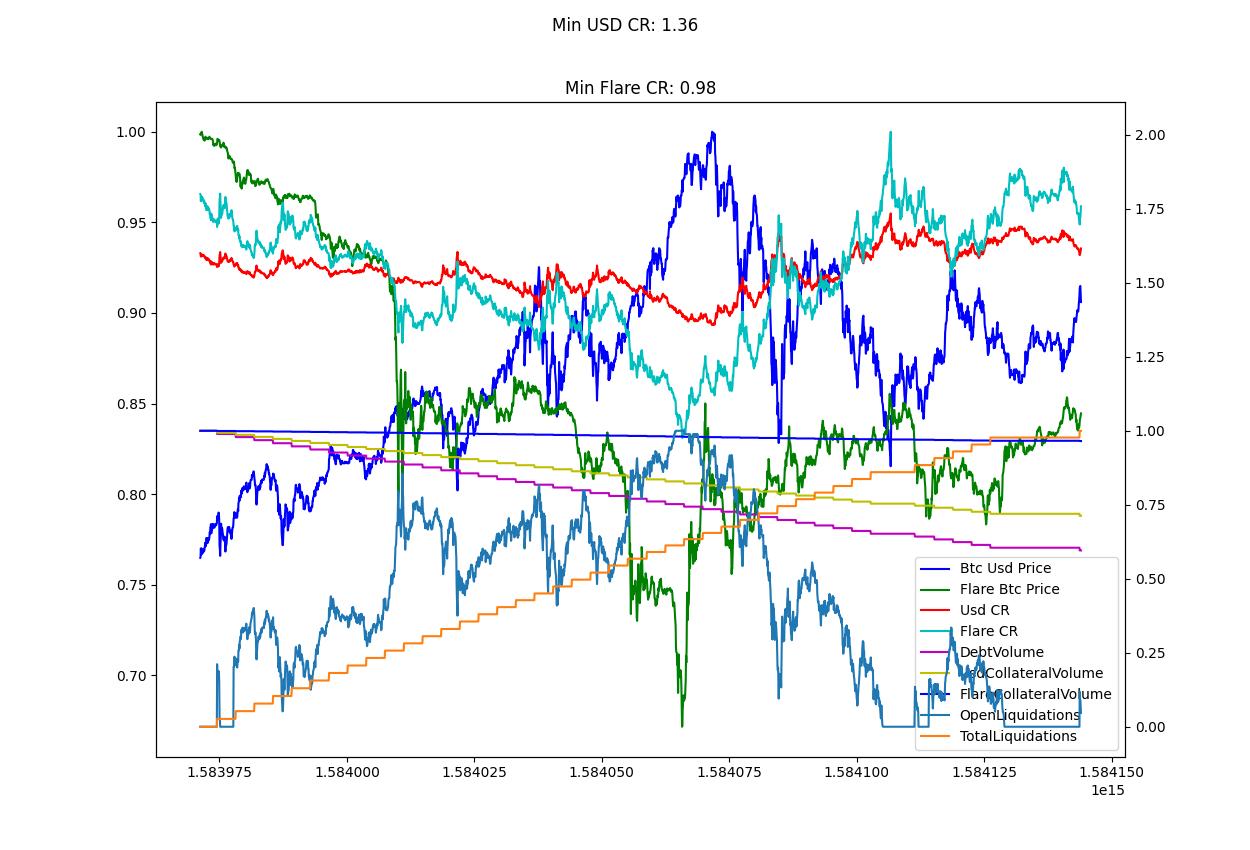 Min USD CR: 1.36
Min Flare CR: 0.98
1.00
0.95
0.90
0.85
0.80
0.75
0.70
2.00
1.75
1.50
1.25
1.00
0.75
0.50
0.25
0.00
Btc Usd Price
Flare Btc Price
Usd CR
Flare CR
DebtVolume
UsdCollateralVolume
FlareCollateralVolume
OpenLiquidations
TotalLiquidations
1.583975
1.584000
1.584025
1.584050
1.584075
1.584100
1.584125
1.584150
1e15